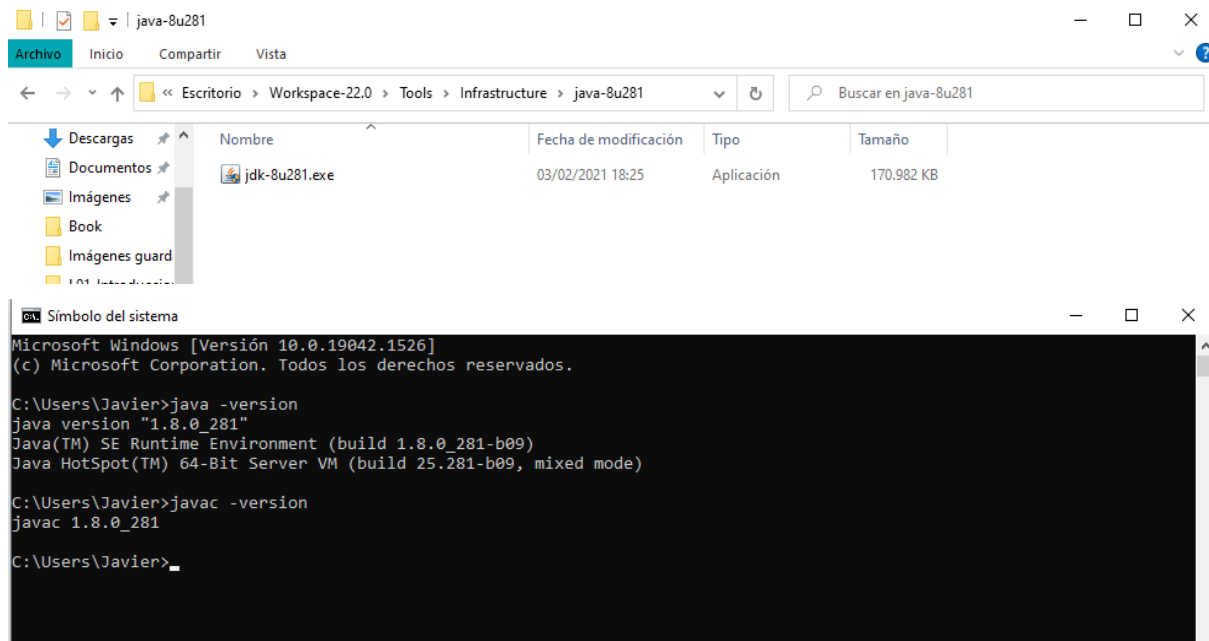 java-8u281
Archivo Inicio Compartir Vista
« Escritorio > Workspace-22.0 > Tools > Infrastructure > java-8u281
Buscar en java-8u281
Descargas
Documentos
Imágenes
Book
Imágenes guard
Nombre Fecha de modificación Tipo Tamaño
jdk-8u281.exe 03/02/2021 18:25 Aplicación 170.982 KB
Símbolo del sistema
Microsoft Windows [Versión 10.0.19042.1526]
(c) Microsoft Corporation. Todos los derechos reservados.
C:\Users\Javier>java -version
java version "1.8.0_281"
Java(TM) SE Runtime Environment (build 1.8.0_281-b09)
Java HotSpot(TM) 64-Bit Server VM (build 25.281-b09, mixed mode)
C:\Users\Javier>javac -version
javac 1.8.0_281
C:\Users\Javier>_